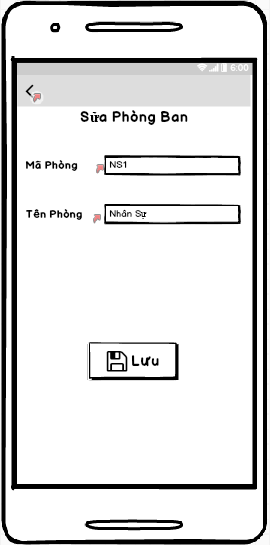 6:00
Sửa Phòng Ban
Mã Phòng NS1
Tên Phòng Nhân Sự
Lưu